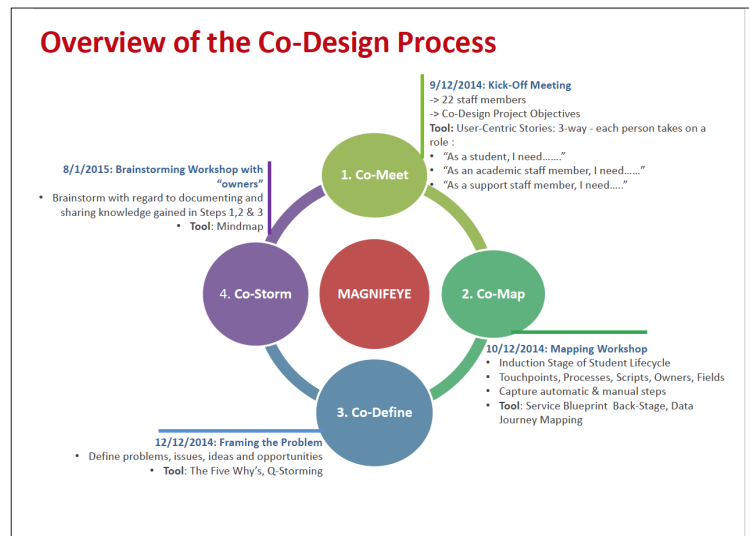 Overview of the Co-Design Process
9/12/2014: Kick-Off Meeting
-> 22 staff members
-> Co-Design Project Objectives
Tool: User-Centric Stories: 3-way - each person takes on a
role :
• “As a student, I need…….”
• “As an academic staff member, I need……”
• “As a support staff member, I need…..”
1. Co-Meet
8/1/2015: Brainstorming Workshop with
“owners”
• Brainstorm with regard to documenting and
sharing knowledge gained in Steps 1,2 & 3
• Tool: Mindmap
4. Co-Storm
MAGNIFEYE
2. Co-Map
10/12/2014: Mapping Workshop
• Induction Stage of Student Lifecycle
• Touchpoints, Processes, Scripts, Owners, Fields
• Capture automatic & manual steps
• Tool: Service Blueprint Back-Stage, Data
Journey Mapping
3. Co-Define
12/12/2014: Framing the Problem
• Define problems, issues, ideas and opportunities
• Tool: The Five Why’s, Q-Storming